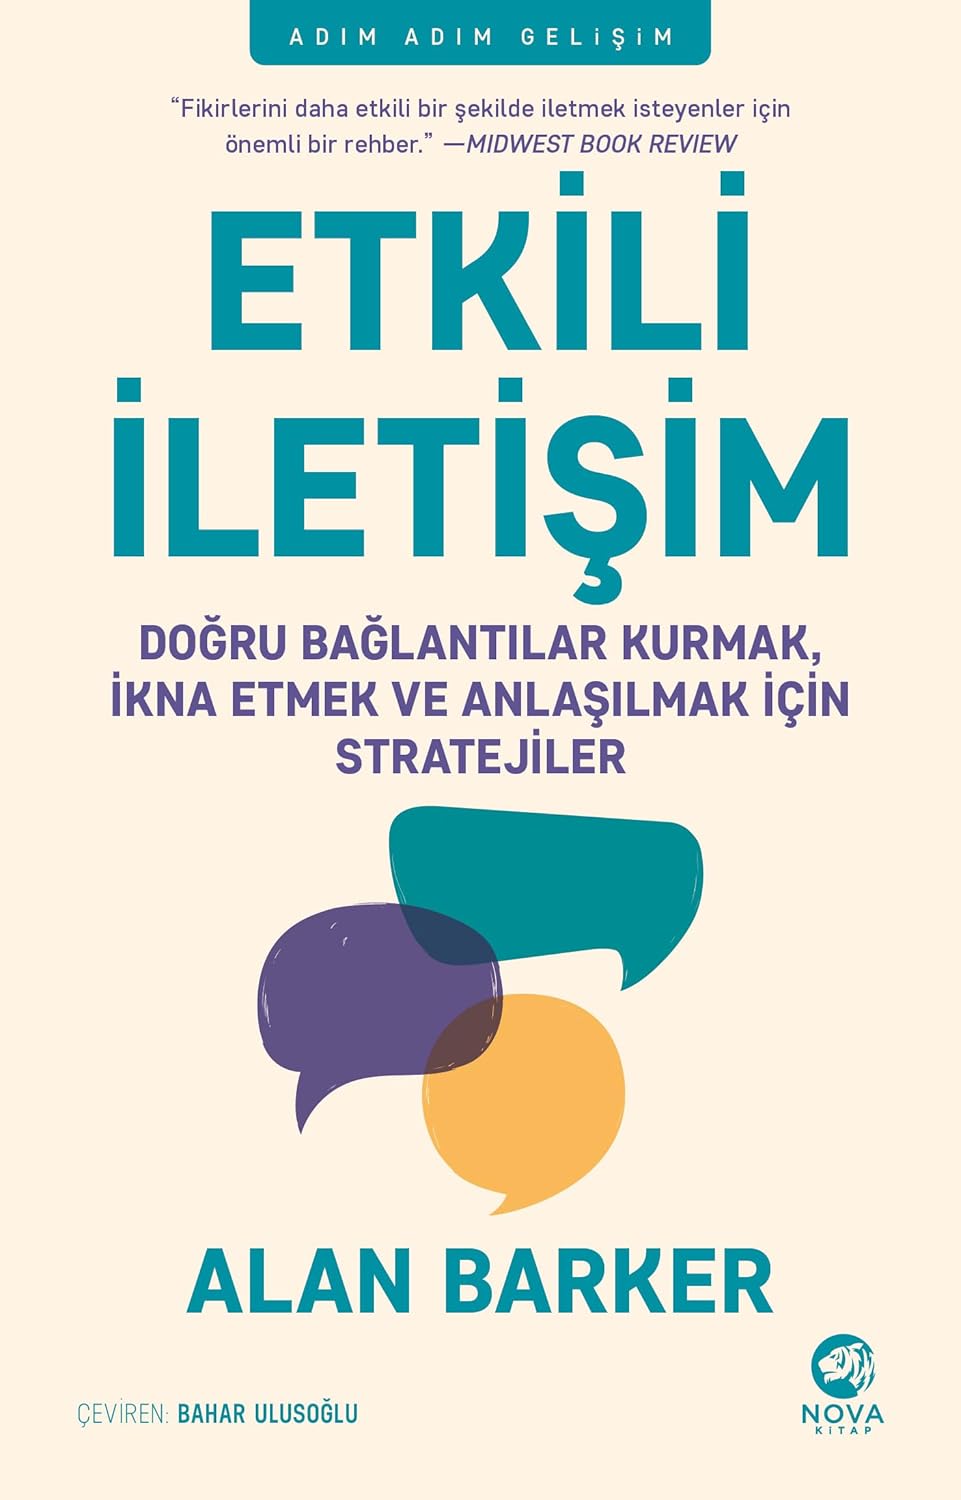 ADIM ADIM GELİŞİM
“Fikirlerini daha etkili bir şekilde iletmek isteyenler için
önemli bir rehber.” —MIDWEST BOOK REVIEW
ETKİLİ
İLETİŞİM
DOĞRU BAĞLANTILAR KURMAK,
İKNA ETMEK VE ANLAŞILMAK İÇİN
STRATEJİLER
ALAN BARKER
ÇEVİREN: BAHAR ULUSOĞLU
NOVA
KİTAP